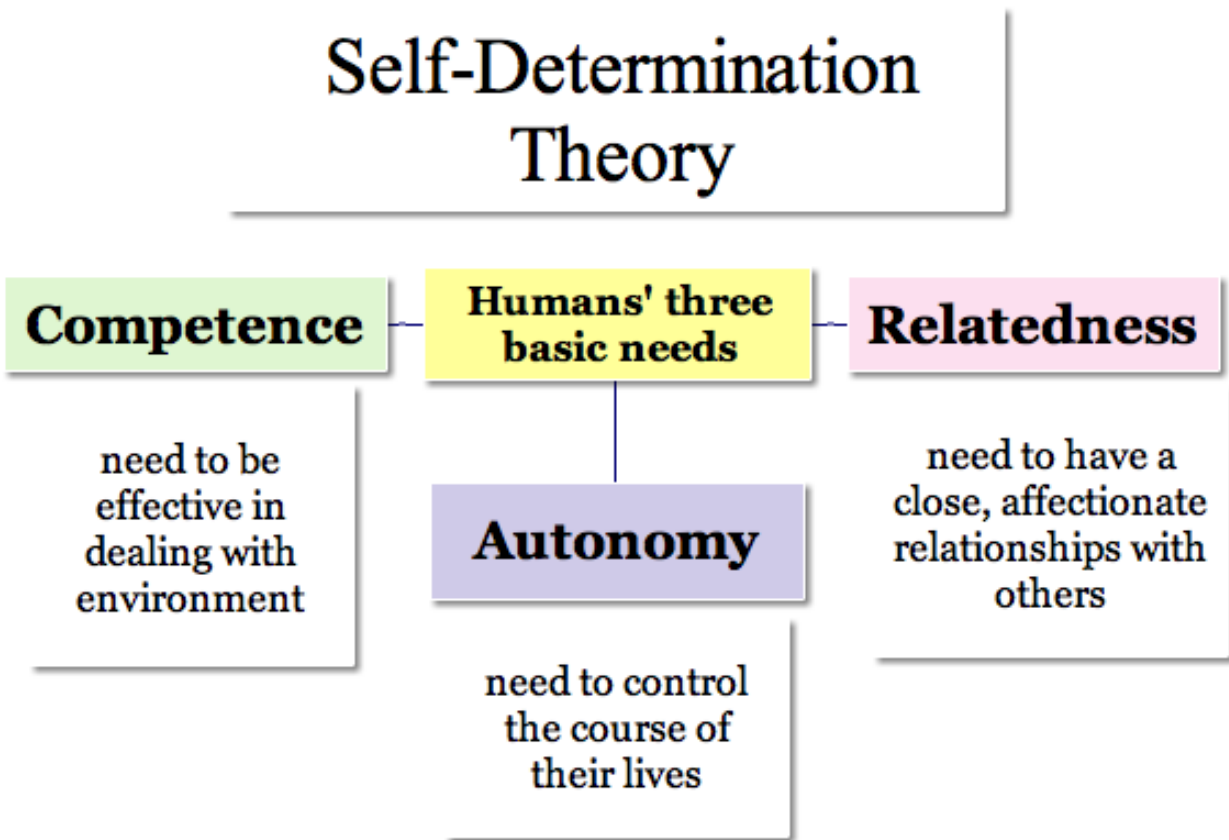 Self-Determination
Theory
Competence
Humans' three
basic needs
Relatedness
need to be
effective in
dealing with
environment
Autonomy
need to control
the course of
their lives
need to have a
close, affectionate
relationships with
others